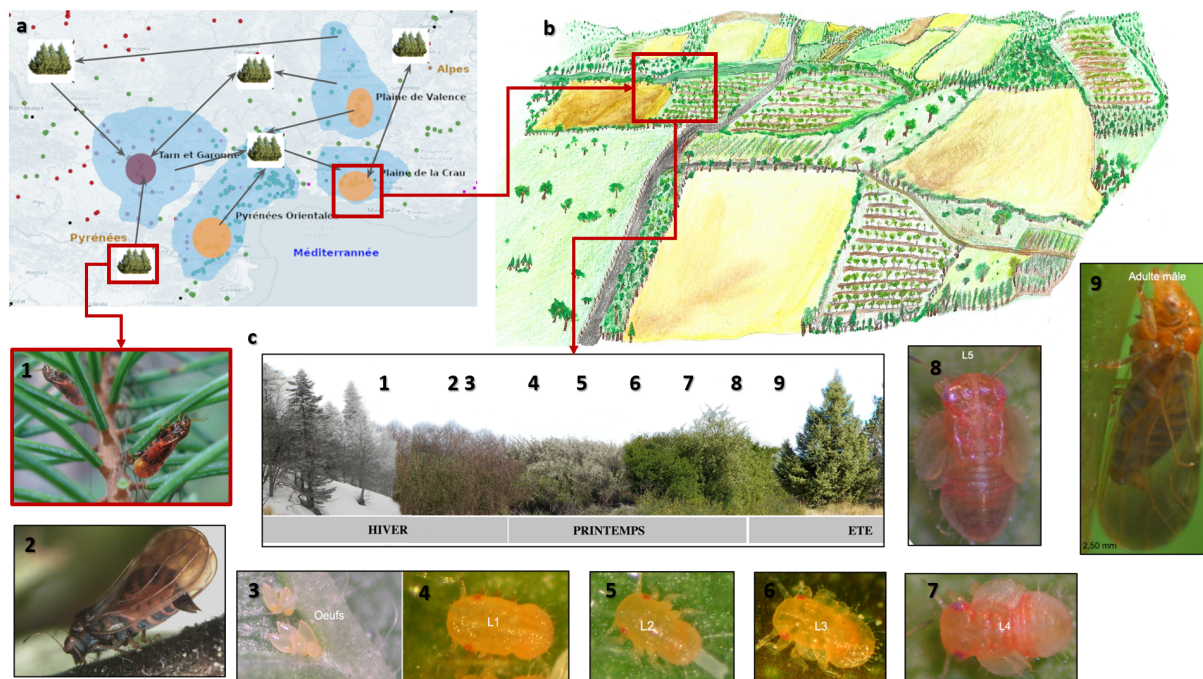 a
Alpes
Plaine de Valence
Tarn et Garonne
Plaine de la Crau
Pyrénées Orientales
Pyrénées
Méditerrannée
b
c
1 2 3 4 5 6 7 8 9
HIVER PRINTEMPS ETE
1
2
3
Oeufs
4
L1
5
L2
6
L3
7
L4
8
L5
9
Adulte mâle
2,50 mm